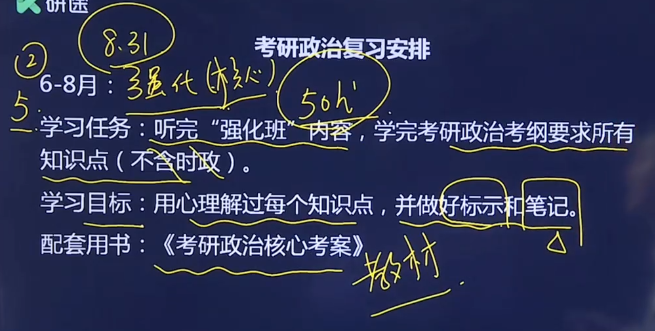 研途
8.31
考研政治复习安排
② 6-8月：强化(核心) 50h
5.
学习任务：听完“强化班”内容，学完考研政治考纲要求所有
知识点（不含时政）。
学习目标：用心理解过每个知识点，并做好标示和笔记。
配套用书：《考研政治核心考案》
教材